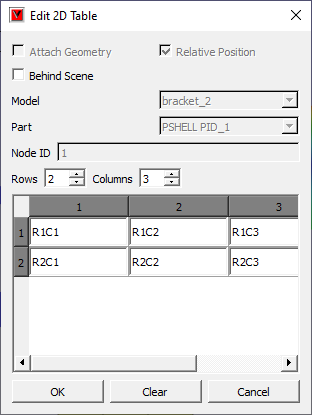 Edit 2D Table
Attach Geometry Relative Position
Behind Scene
Model bracket_2
Part PSHELL PID_1
Node ID 1
Rows 2 Columns 3
1 2 3
1 R1C1 R1C2 R1C3
2 R2C1 R2C2 R2C3
OK Clear Cancel